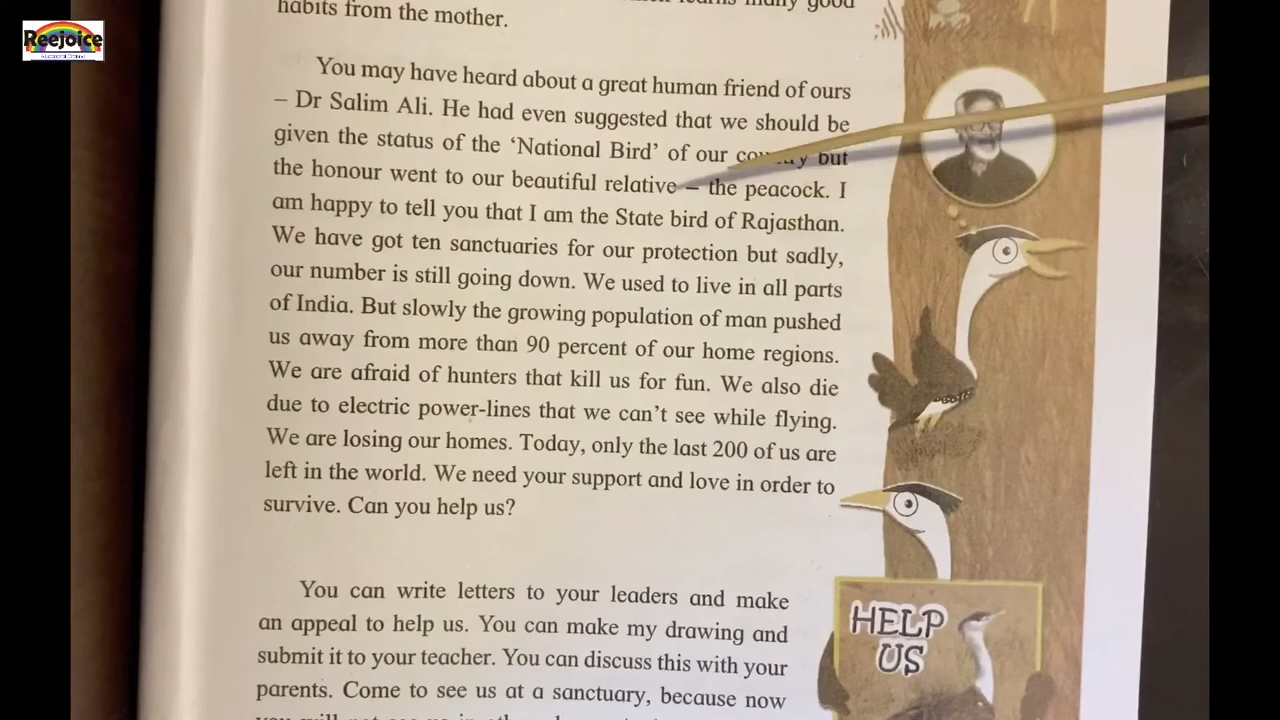 Reejoice
habits from the mother.
You may have heard about a great human friend of ours
– Dr Salim Ali. He had even suggested that we should be
given the status of the ‘National Bird’ of our but
the honour went to our beautiful relative – the peacock. I
am happy to tell you that I am the State bird of Rajasthan.
We have got ten sanctuaries for our protection but sadly,
our number is still going down. We used to live in all parts
of India. But slowly the growing population of man pushed
us away from more than 90 percent of our home regions.
We are afraid of hunters that kill us for fun. We also die
due to electric power-lines that we can’t see while flying.
We are losing our homes. Today, only the last 200 of us are
left in the world. We need your support and love in order to
survive. Can you help us?
You can write letters to your leaders and make
an appeal to help us. You can make my drawing and
submit it to your teacher. You can discuss this with your
parents. Come to see us at a sanctuary, because now
HELP
US